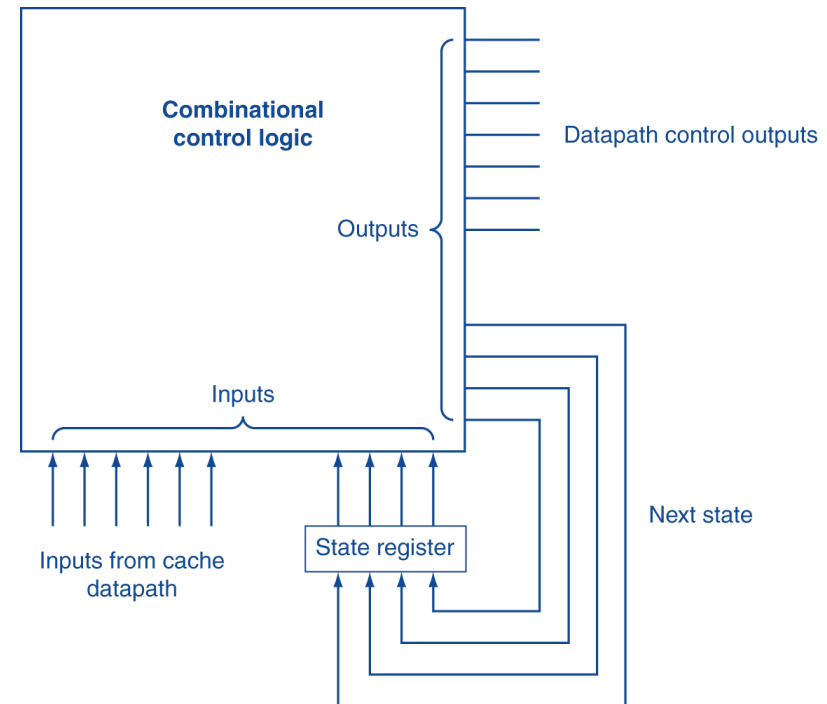 Combinational
control logic
Datapath control outputs
Outputs
Inputs
Next state
State register
Inputs from cache
datapath